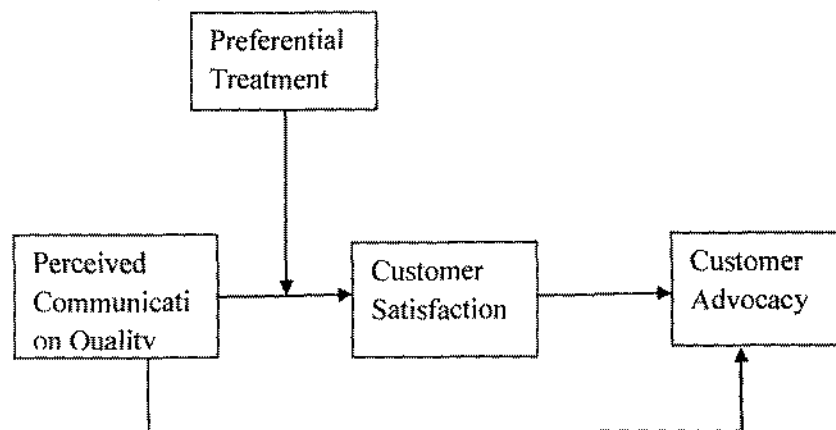 Preferential
Treatment
Perceived
Communicati
on Quality
Customer
Satisfaction
Customer
Advocacy